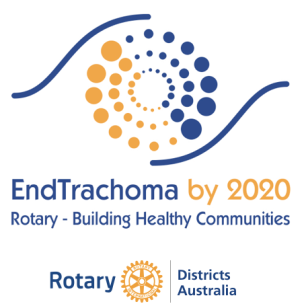 EndTrachoma by 2020
Rotary - Building Healthy Communities
Rotary
Districts
Australia